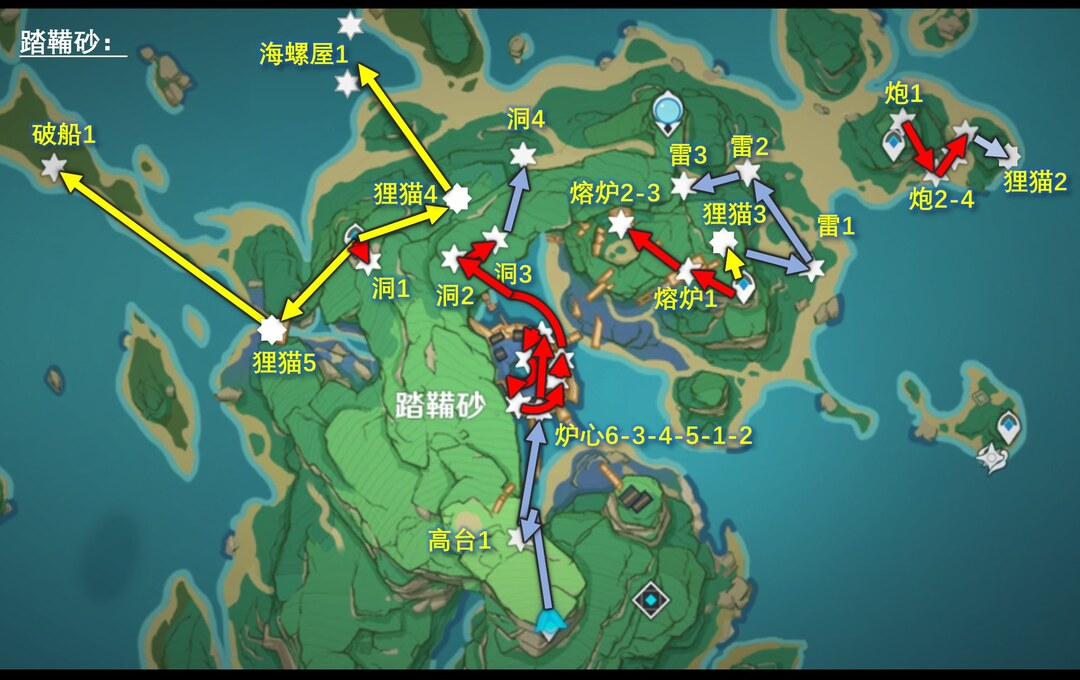 踏鞴砂：
海螺屋1
炮1
洞4
破船1
雷2
雷3
狸猫2
熔炉2-3
狸猫4
炮2-4
狸猫3
雷1
洞3
洞1
洞2
熔炉1
狸猫5
踏鞴砂
炉心6-3-4-5-1-2
高台1